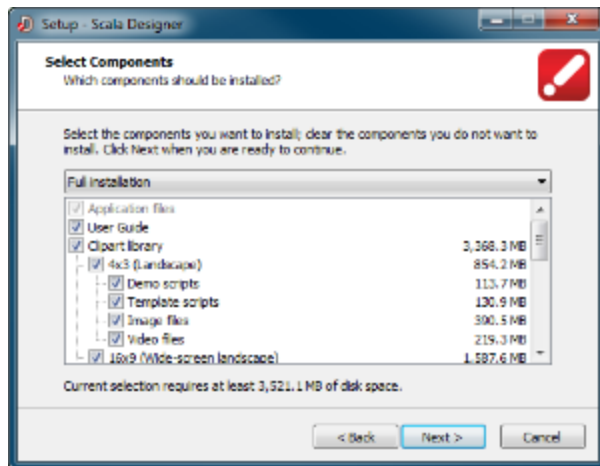 Setup - Scala Designer
Select Components
Which components should be installed?
Select the components you want to install; clear the components you do not want to
install. Click Next when you are ready to continue.
Full installation
Application files
User Guide
Clipart library 3,368.3 MB
4x3 (Landscape) 854.2 MB
Demo scripts 113.7 MB
Template scripts 130.9 MB
Image files 390.5 MB
Video files 219.3 MB
16x9 (Wide-screen landscape) 1,587.6 MB
Current selection requires at least 3,521.1 MB of disk space.
< Back Next > Cancel